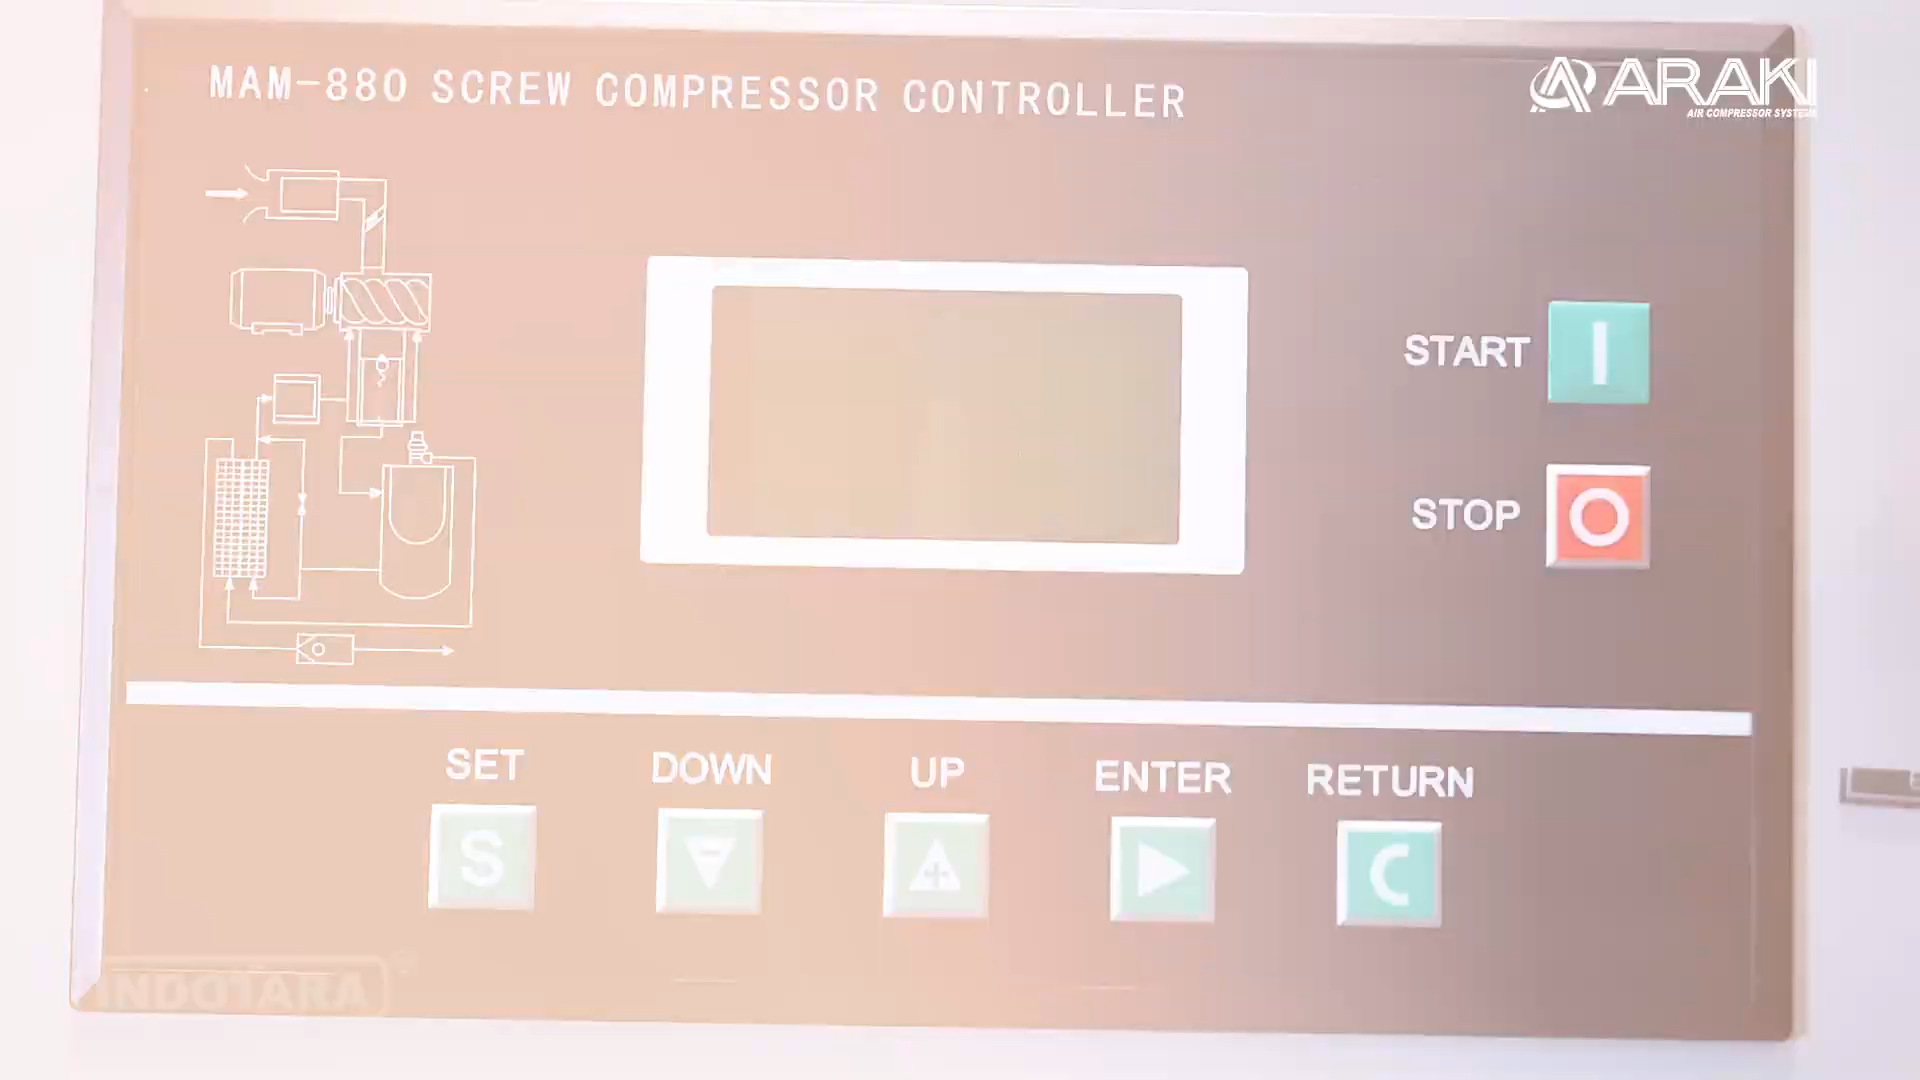 MAM-880 SCREW COMPRESSOR CONTROLLER
ARAKI
AIR COMPRESSOR SYSTEM
START
STOP
SET
DOWN
UP
ENTER
RETURN
S
C
INDOTARA